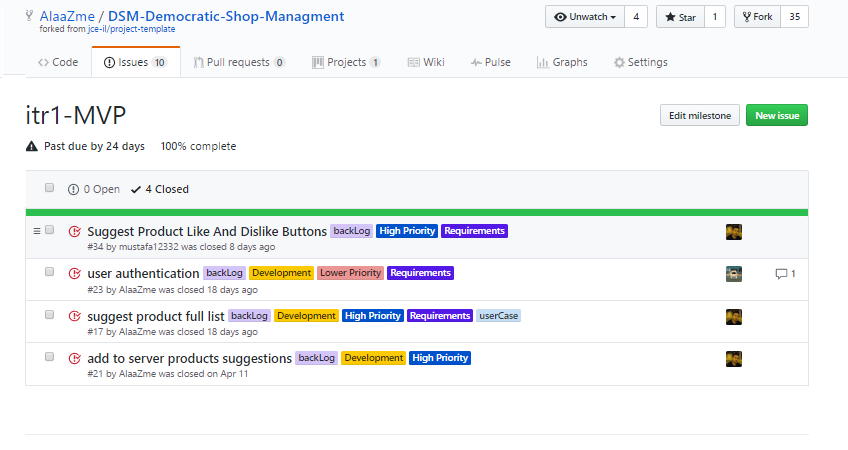 AlaaZme / DSM-Democratic-Shop-Managment
forked from jce-il/project-template
Unwatch 4 Star 1 Fork 35
Code Issues 10 Pull requests 0 Projects 1 Wiki Pulse Graphs Settings
itr1-MVP
Edit milestone New issue
Past due by 24 days 100% complete
0 Open 4 Closed
Suggest Product Like And Dislike Buttons backLog High Priority Requirements
#34 by mustafa12332 was closed 8 days ago
user authentication backLog Development Lower Priority Requirements 1
#23 by AlaaZme was closed 18 days ago
suggest product full list backLog Development High Priority Requirements userCase
#17 by AlaaZme was closed 18 days ago
add to server products suggestions backLog Development High Priority
#21 by AlaaZme was closed on Apr 11